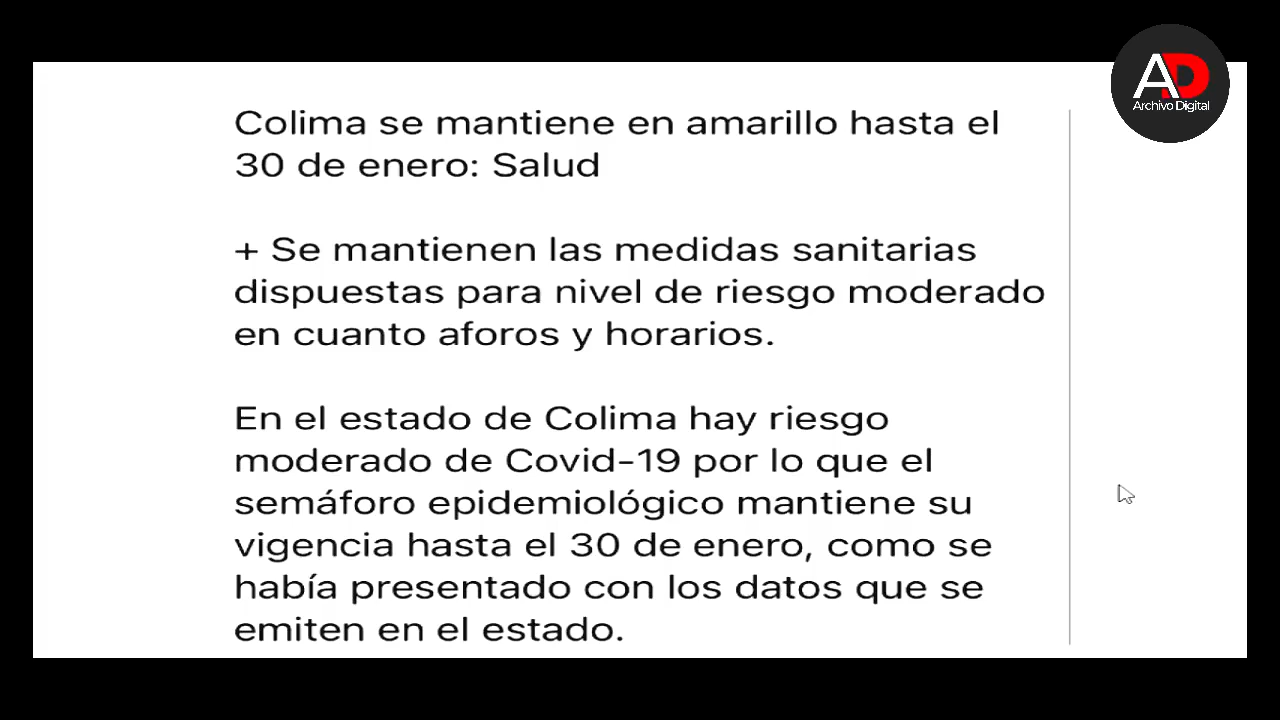 AD
Archivo Digital
Colima se mantiene en amarillo hasta el
30 de enero: Salud
+ Se mantienen las medidas sanitarias
dispuestas para nivel de riesgo moderado
en cuanto aforos y horarios.
En el estado de Colima hay riesgo
moderado de Covid-19 por lo que el
semáforo epidemiológico mantiene su
vigencia hasta el 30 de enero, como se
había presentado con los datos que se
emiten en el estado.